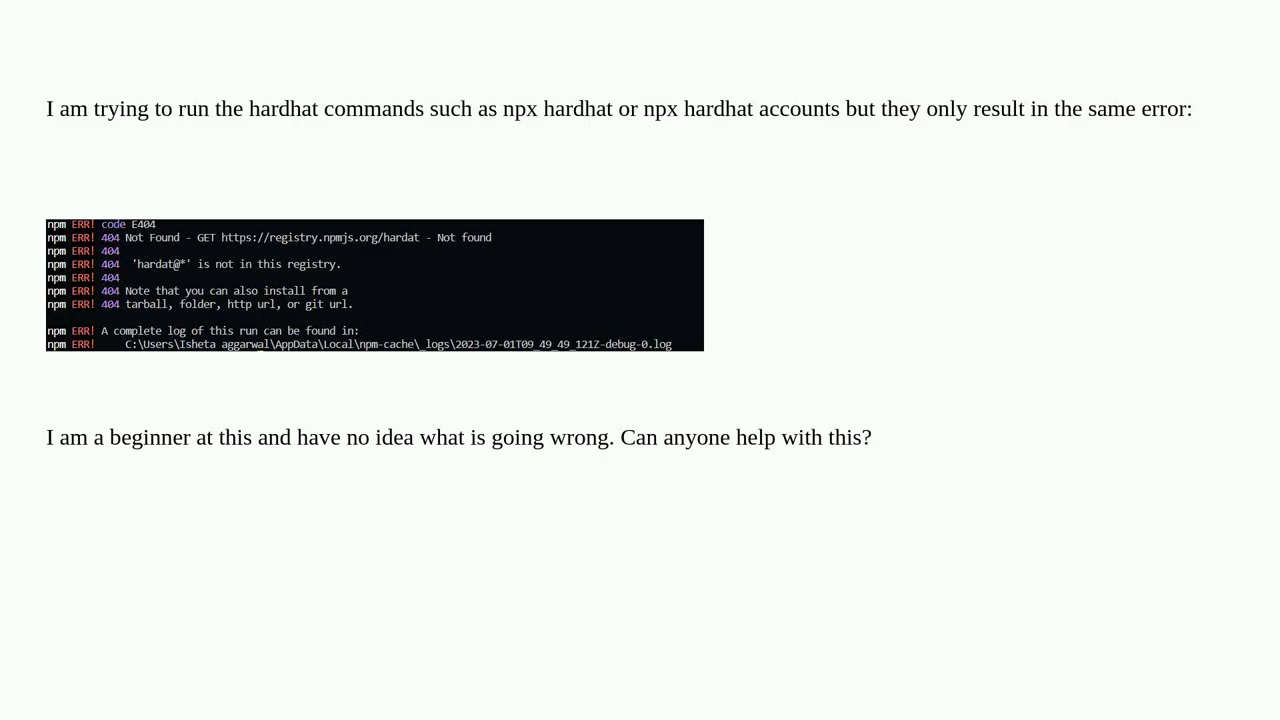 I am trying to run the hardhat commands such as npx hardhat or npx hardhat accounts but they only result in the same error:
npm ERR! code E404
npm ERR! 404 Not Found - GET https://registry.npmjs.org/hardat - Not found
npm ERR! 404
npm ERR! 404  'hardat@*' is not in this registry.
npm ERR! 404
npm ERR! 404 Note that you can also install from a
npm ERR! 404 tarball, folder, http url, or git url.
npm ERR! A complete log of this run can be found in:
npm ERR!     C:\Users\Isheta aggarwal\AppData\Local\npm-cache\_logs\2023-07-01T09_49_49_121Z-debug-0.log
I am a beginner at this and have no idea what is going wrong. Can anyone help with this?